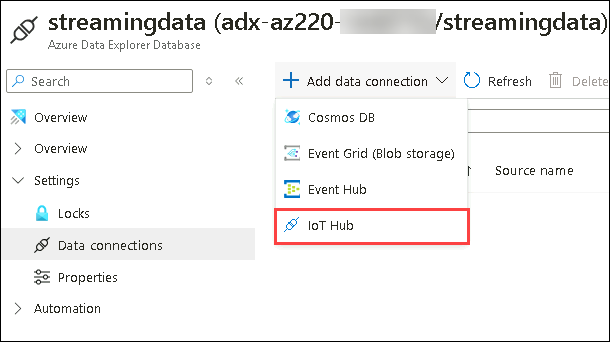 streamingdata (adx-az220- /streamingdata)
Azure Data Explorer Database
Search
Add data connection
Refresh
Delete
Overview
Cosmos DB
Overview
Event Grid (Blob storage)
Source name
Settings
Event Hub
Locks
IoT Hub
Data connections
Properties
Automation